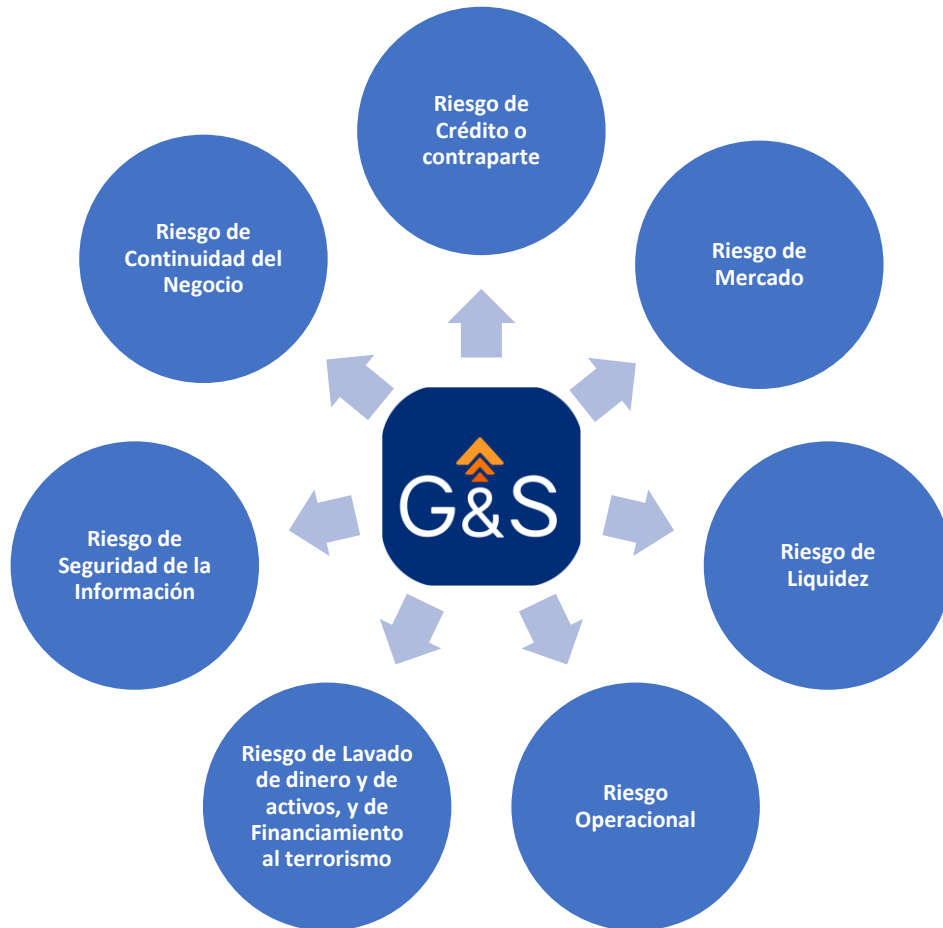 Riesgo de
Crédito o
contraparte
Riesgo de
Mercado
Riesgo de
Liquidez
Riesgo
Operacional
Riesgo de Lavado
de dinero y de
activos, y de
Financiamiento
al terrorismo
Riesgo de
Seguridad de la
Información
Riesgo de
Continuidad del
Negocio
G&S